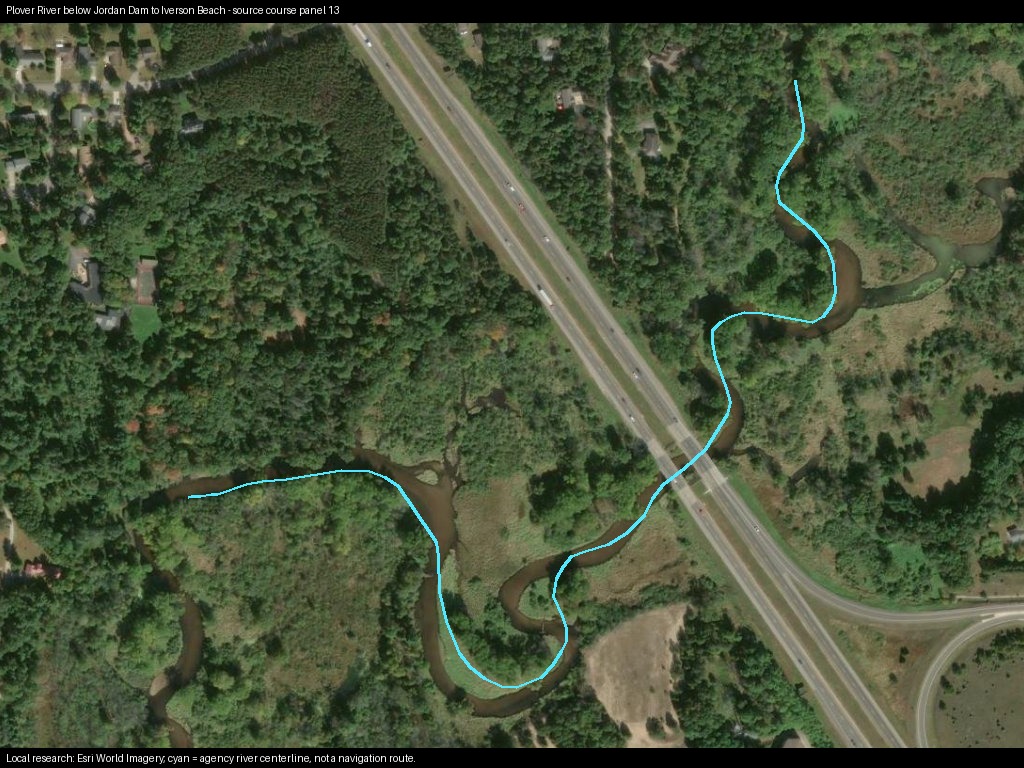 Plover River below Jordan Dam to Iverson Beach - source course panel 13
Local research: Esri World Imagery; cyan = agency river centerline, not a navigation route.